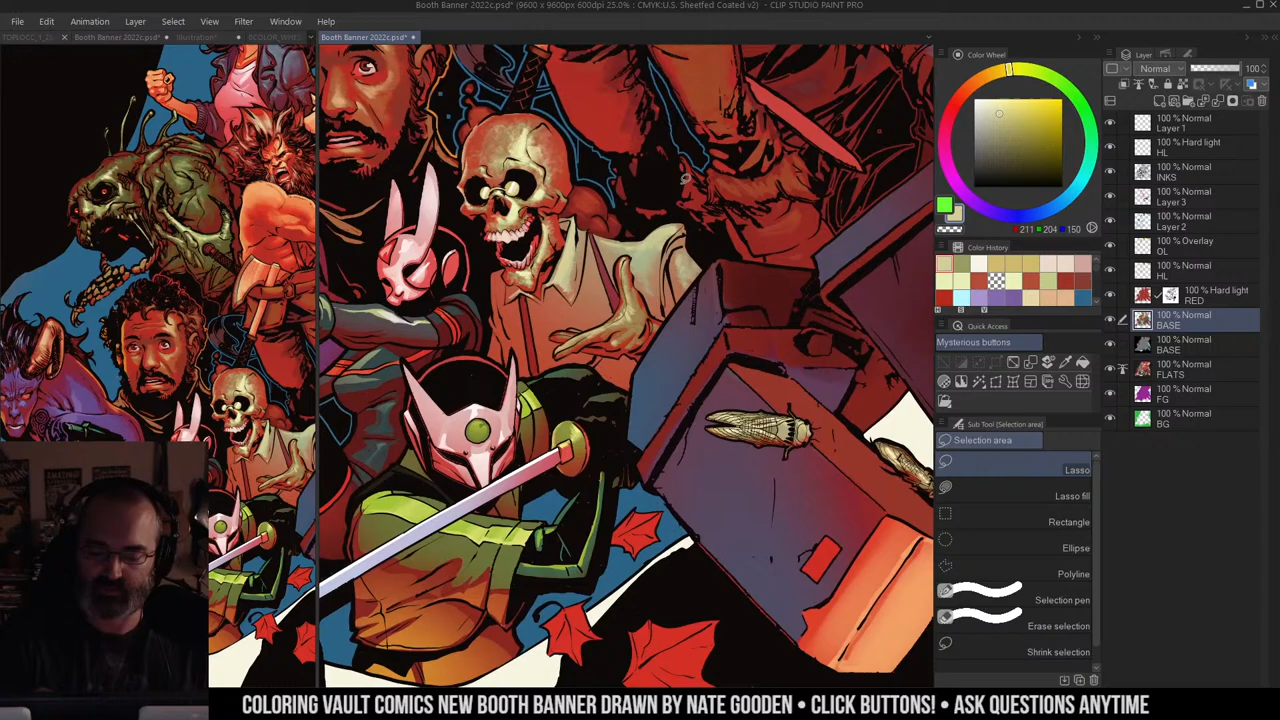 Booth Banner 2022c.psd* (9600 x 9600px 600dpi 25.0% : CMYK:U.S. Sheetfed Coated v2) - CLIP STUDIO PAINT PRO
File Edit Animation Layer Select View Filter Window Help
Booth Banner 2022c.psd* Illustration* Booth Banner 2022c.psd*
Color Wheel
211 204 150
Color History
H S V
Quick Access
Mysterious buttons
Sub Tool [Selection area]
Selection area
Lasso
Lasso fill
Rectangle
Ellipse
Polyline
Selection pen
Erase selection
Shrink selection
Layer
Normal 100
100 % Normal
Layer 1
100 % Hard light
HL
100 % Normal
INKS
100 % Normal
Layer 3
100 % Normal
Layer 2
100 % Overlay
OL
100 % Normal
HL
100 % Hard light
RED
100 % Normal
BASE
100 % Normal
BASE
100 % Normal
FLATS
100 % Normal
FG
100 % Normal
BG
COLORING VAULT COMICS NEW BOOTH BANNER DRAWN BY NATE GOODEN • CLICK BUTTONS! • ASK QUESTIONS ANYTIME